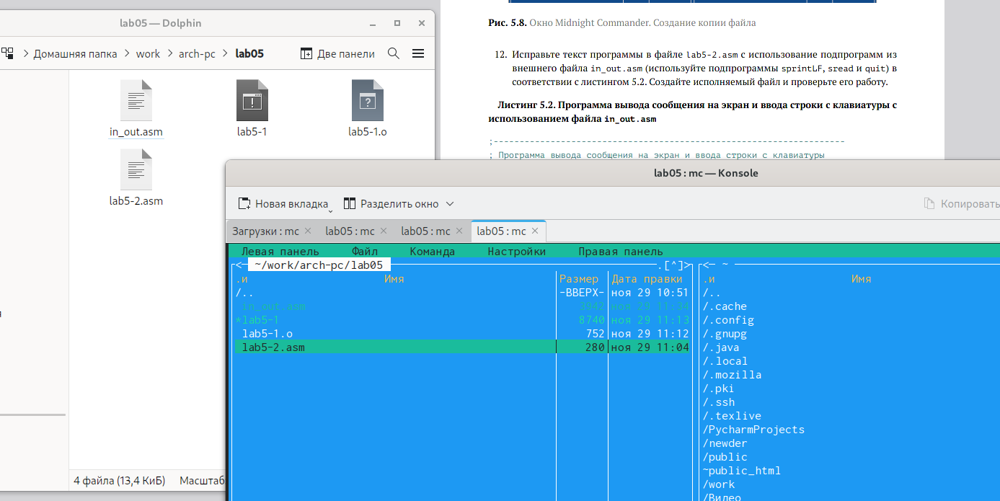 lab05 — Dolphin
Домашняя папка
work
arch-pc
lab05
Две панели
in_out.asm
lab5-1
lab5-1.o
lab5-2.asm
4 файла (13,4 КиБ)
Масштаб
Рис. 5.8. Окно Midnight Commander. Создание копии файла
12. Исправьте текст программы в файле lab5-2.asm с использование подпрограмм из
внешнего файла in_out.asm (используйте подпрограммы sprintLF, sread и quit) в
соответствии с листингом 5.2. Создайте исполняемый файл и проверьте его работу.
Листинг 5.2. Программа вывода сообщения на экран и ввода строки с клавиатуры с
использованием файла in_out.asm
;--------------------------------------------------------------------
; Программа вывода сообщения на экран и ввода строки с клавиатуры
lab05 : mc — Konsole
Новая вкладка
Разделить окно
Копировать
Загрузки : mc
lab05 : mc
lab05 : mc
lab05 : mc
Левая панель Файл Команда Настройки Правая панель
<— ~/work/arch-pc/lab05 .[^]>
.и Имя Размер Дата правки
/.. -ВВЕРХ- ноя 29 10:51
in_out.asm 3942 ноя 29 11:34
*lab5-1 8740 ноя 29 11:13
lab5-1.o 752 ноя 29 11:12
lab5-2.asm 280 ноя 29 11:04
<— ~
.и Имя
/..
/.cache
/.config
/.gnupg
/.java
/.local
/.mozilla
/.pki
/.ssh
/.texlive
/PycharmProjects
/newder
/public
~public_html
/work
/Видео